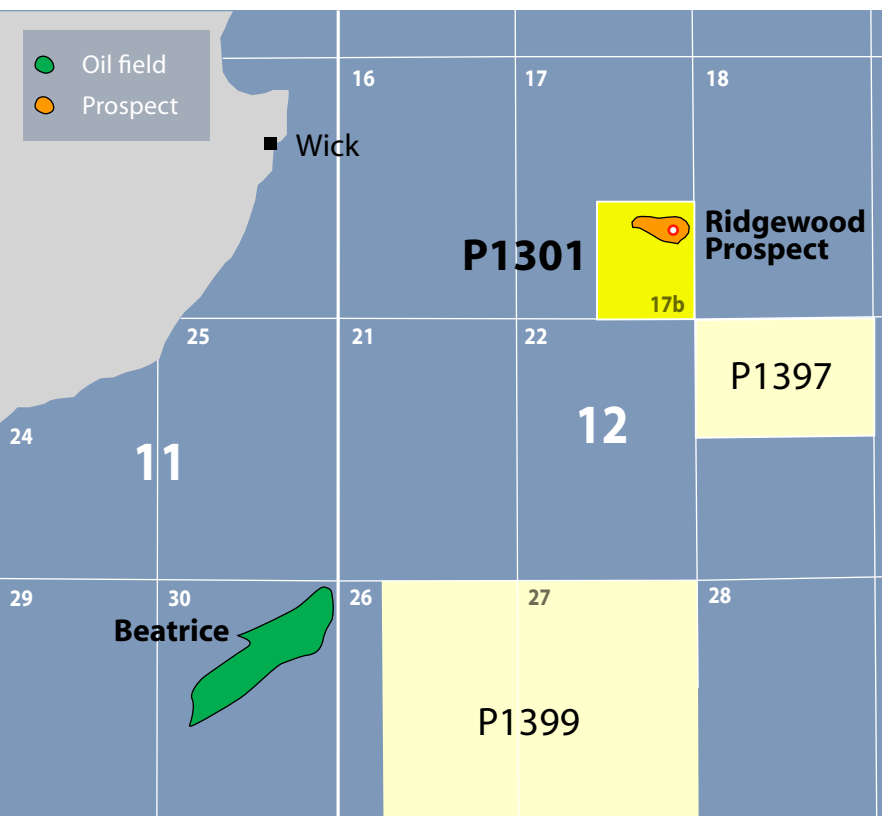 Oil field
Prospect
16
17
18
Wick
Ridgewood
Prospect
P1301
17b
25
21
22
P1397
12
24
11
29
30
26
27
28
Beatrice
P1399